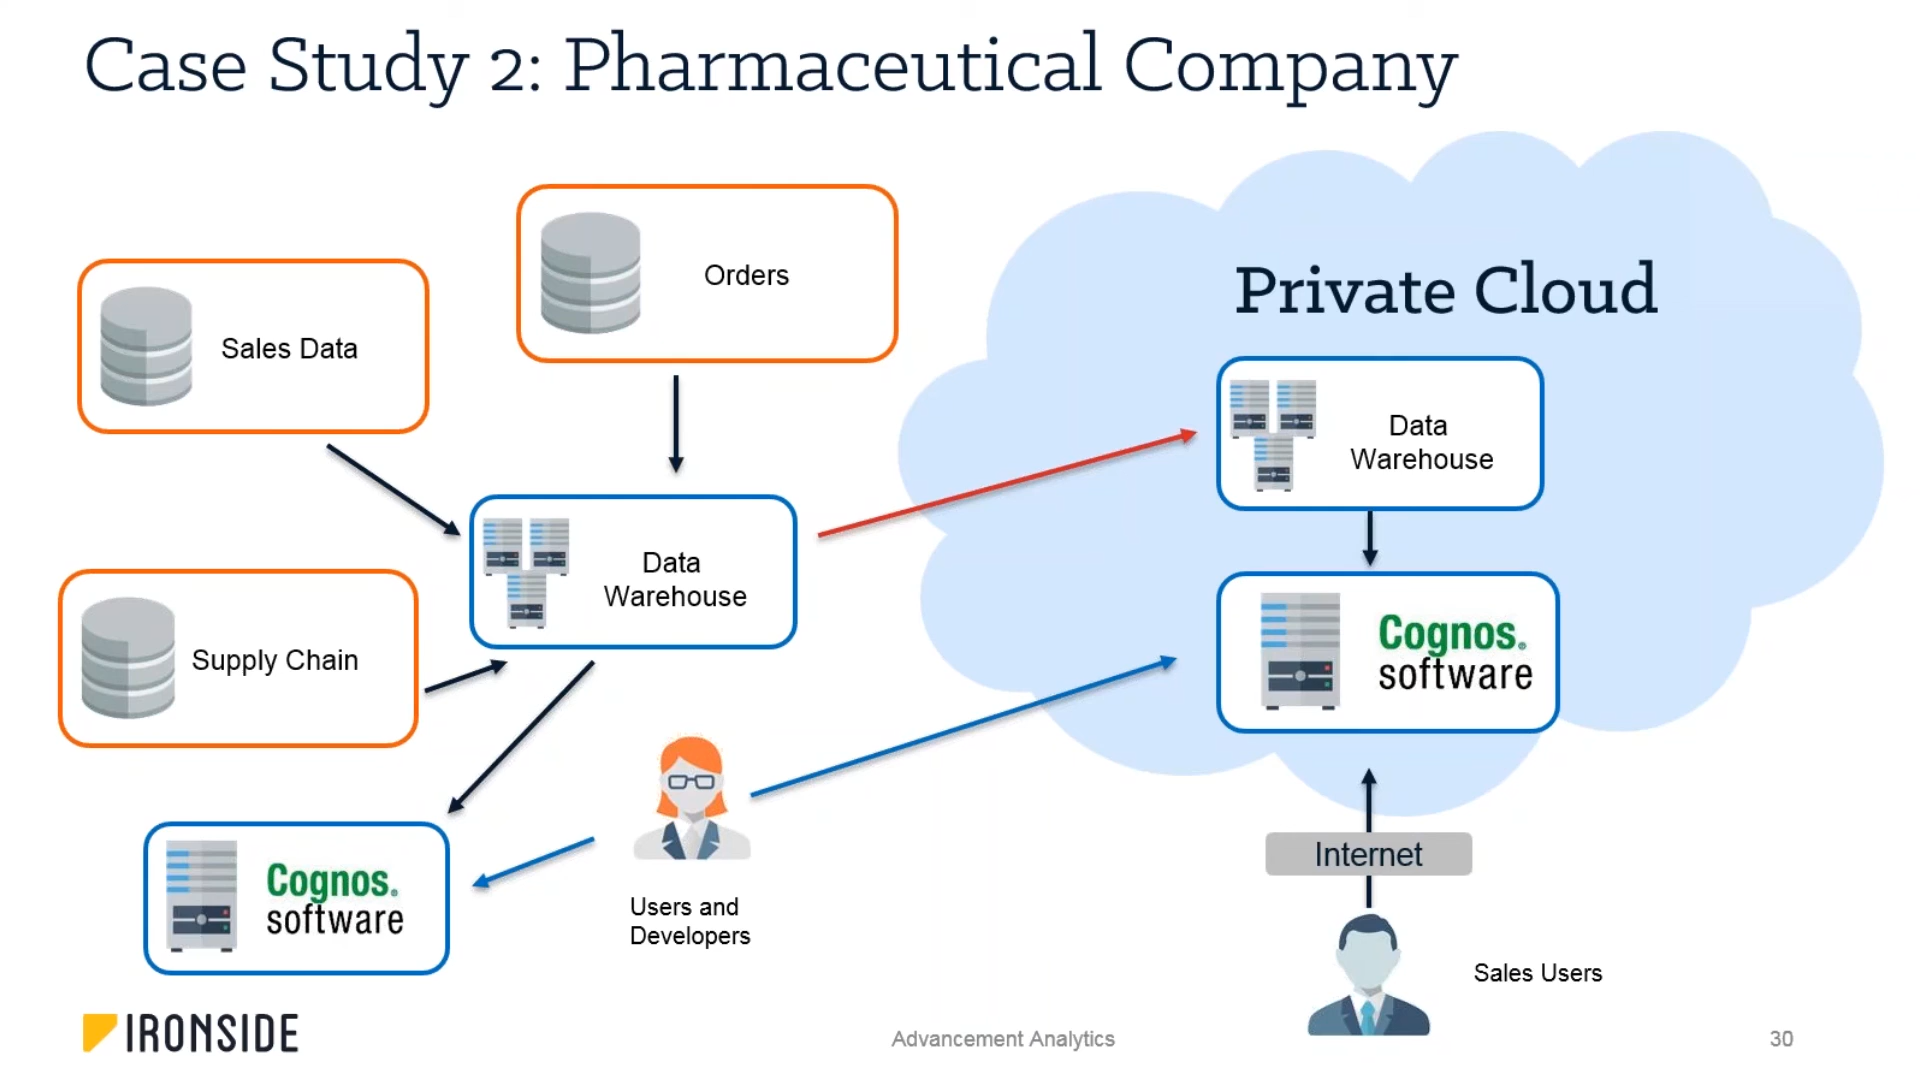 Case Study 2: Pharmaceutical Company
Orders
Sales Data
Private Cloud
Data
Warehouse
Data
Warehouse
Supply Chain
Cognos®
software
Cognos®
software
Users and
Developers
Internet
Sales Users
IRONSIDE
Advancement Analytics
30